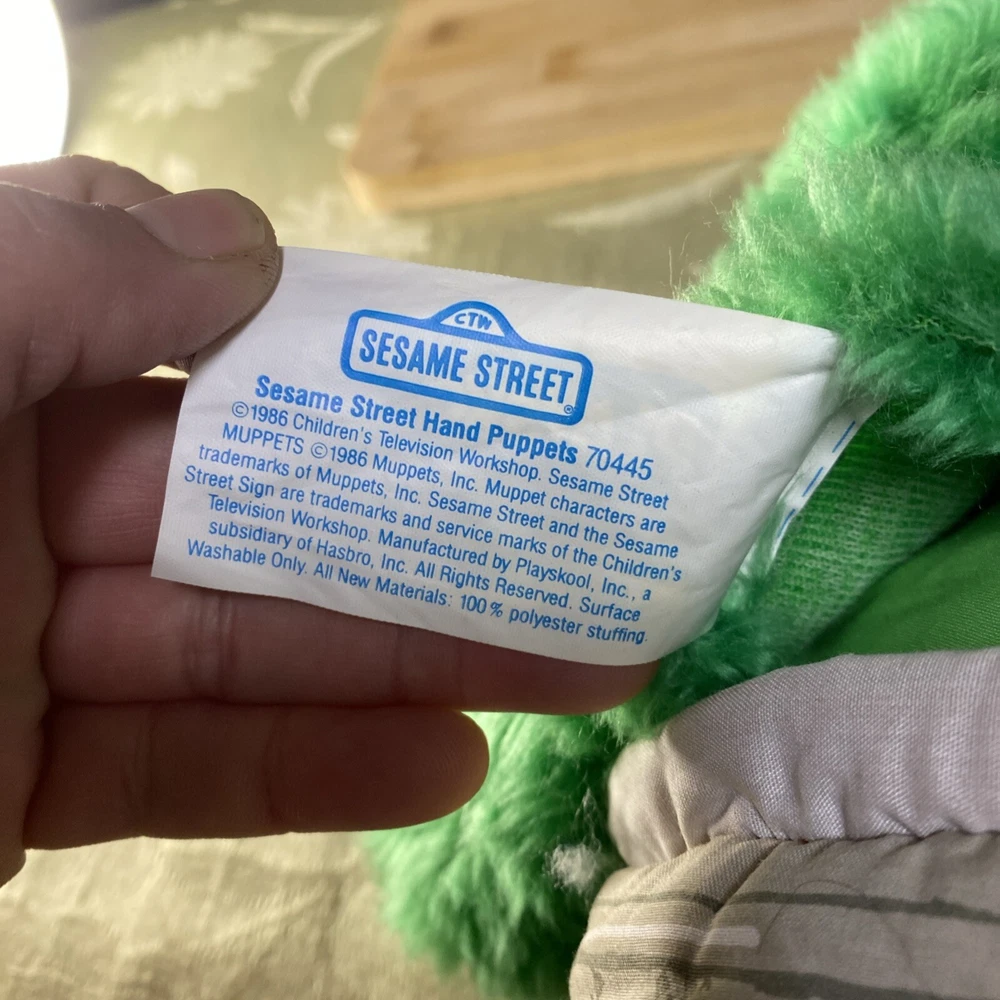 CTW
SESAME STREET
©
Sesame Street Hand Puppets 70445
©1986 Children's Television Workshop. Sesame Street
MUPPETS ©1986 Muppets, Inc. Muppet characters are
trademarks of Muppets, Inc. Sesame Street and the Sesame
Street Sign are trademarks and service marks of the Children's
Television Workshop. Manufactured by Playskool, Inc., a
subsidiary of Hasbro, Inc. All Rights Reserved. Surface
Washable Only. All New Materials: 100% polyester stuffing.